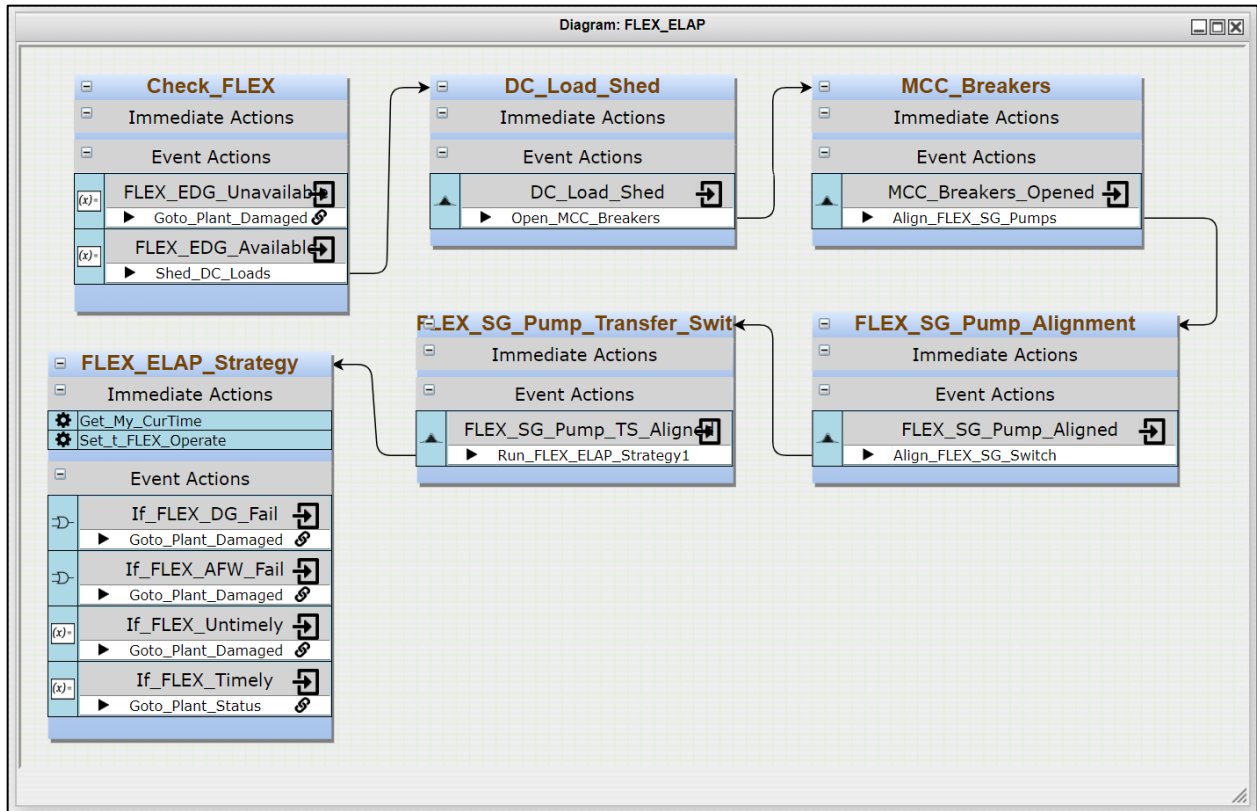 Diagram: FLEX_ELAP
Check_FLEX
Immediate Actions
Event Actions
(x)=
FLEX_EDG_Unavailable
Goto_Plant_Damaged
(x)=
FLEX_EDG_Available
Shed_DC_Loads
DC_Load_Shed
Immediate Actions
Event Actions
DC_Load_Shed
Open_MCC_Breakers
MCC_Breakers
Immediate Actions
Event Actions
MCC_Breakers_Opened
Align_FLEX_SG_Pumps
FLEX_SG_Pump_Alignment
Immediate Actions
Event Actions
FLEX_SG_Pump_Aligned
Align_FLEX_SG_Switch
FLEX_SG_Pump_Transfer_Swit
Immediate Actions
Event Actions
FLEX_SG_Pump_TS_Aligned
Run_FLEX_ELAP_Strategy1
FLEX_ELAP_Strategy
Immediate Actions
Get_My_CurTime
Set_t_FLEX_Operate
Event Actions
If_FLEX_DG_Fail
Goto_Plant_Damaged
If_FLEX_AFW_Fail
Goto_Plant_Damaged
(x)=
If_FLEX_Untimely
Goto_Plant_Damaged
(x)=
If_FLEX_Timely
Goto_Plant_Status